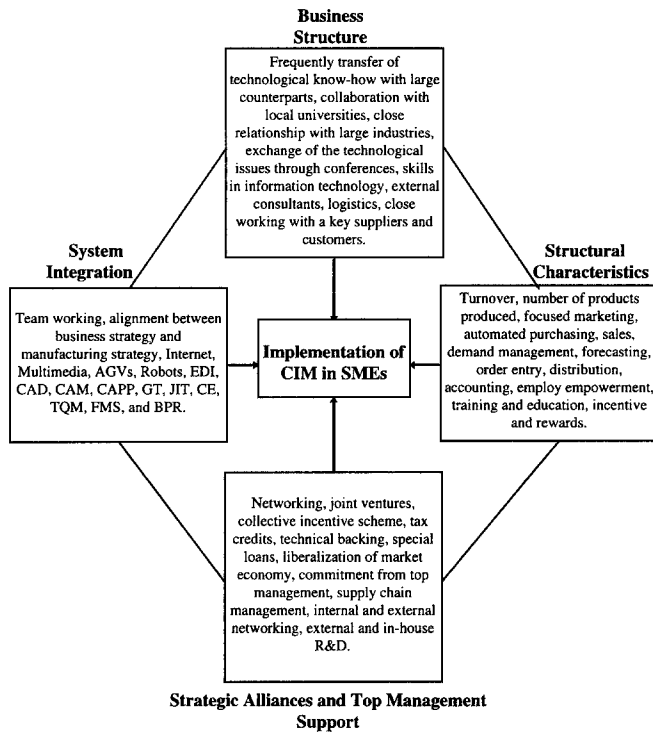 Business
Structure
Frequently transfer of
technological know-how with large
counterparts, collaboration with
local universities, close
relationship with large industries,
exchange of the technological
issues through conferences, skills
in information technology, external
consultants, logistics, close
working with a key suppliers and
customers.
System
Integration
Team working, alignment between
business strategy and
manufacturing strategy, Internet,
Multimedia, AGVs, Robots, EDI,
CAD, CAM, CAPP, GT, JIT, CE,
TQM, FMS, and BPR.
Implementation of
CIM in SMEs
Structural
Characteristics
Turnover, number of products
produced, focused marketing,
automated purchasing, sales,
demand management, forecasting,
order entry, distribution,
accounting, employ empowerment,
training and education, incentive
and rewards.
Networking, joint ventures,
collective incentive scheme, tax
credits, technical backing, special
loans, liberalization of market
economy, commitment from top
management, supply chain
management, internal and external
networking, external and in-house
R&D.
Strategic Alliances and Top Management
Support